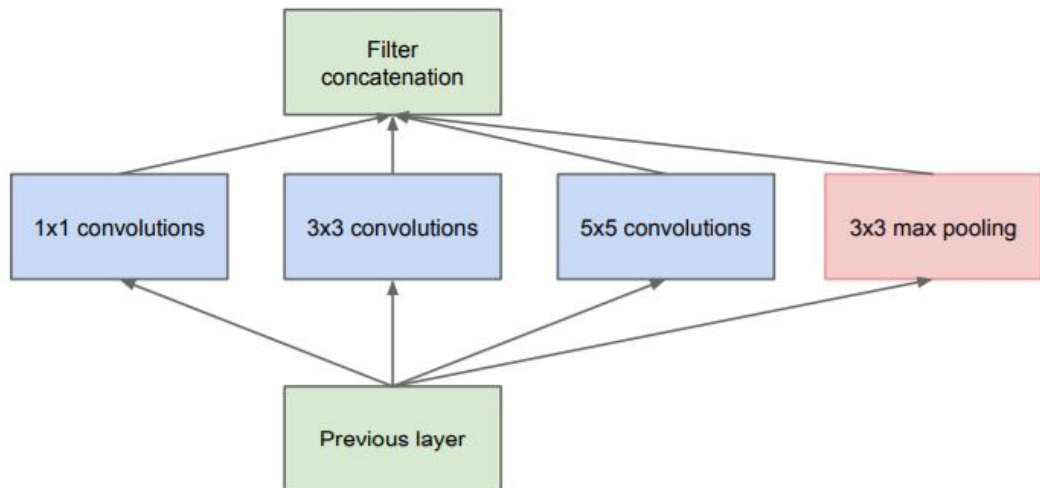 Filter
concatenation
1x1 convolutions
3x3 convolutions
5x5 convolutions
3x3 max pooling
Previous layer